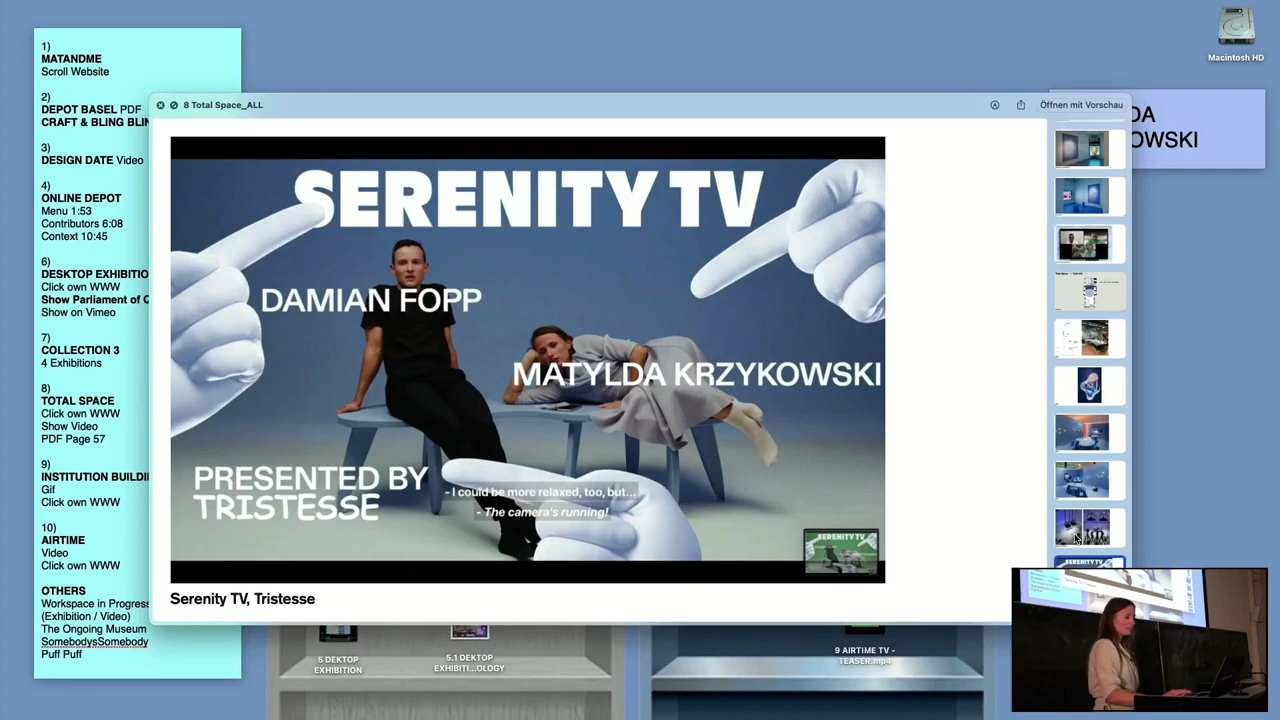 1)
MATANDME
Scroll Website
2)
DEPOT BASEL PDF
CRAFT & BLING BLIN
3)
DESIGN DATE Video
4)
ONLINE DEPOT
Menu 1:53
Contributors 6:08
Context 10:45
6)
DESKTOP EXHIBITIO
Click own WWW
Show Parliament of
Show on Vimeo
7)
COLLECTION 3
4 Exhibitions
8)
TOTAL SPACE
Click own WWW
Show Video
PDF Page 57
9)
INSTITUTION BUILDI
Gif
Click own WWW
10)
AIRTIME
Video
Click own WWW
OTHERS
Workspace in Progress
(Exhibition / Video)
The Ongoing Museum
SomebodysSomebody
Puff Puff
8 Total Space_ALL
Öffnen mit Vorschau
SERENITY TV
DAMIAN FOPP
MATYLDA KRZYKOWSKI
PRESENTED BY
TRISTESSE
- I could be more relaxed, too, but...
- The camera's running!
SERENITY TV
Serenity TV, Tristesse
Macintosh HD
DA
OWSKI
SERENITY TV
5 DEKTOP
EXHIBITION
5.1 DEKTOP
EXHIBITI...OLOGY
9 AIRTIME TV -
TEASER.mp4